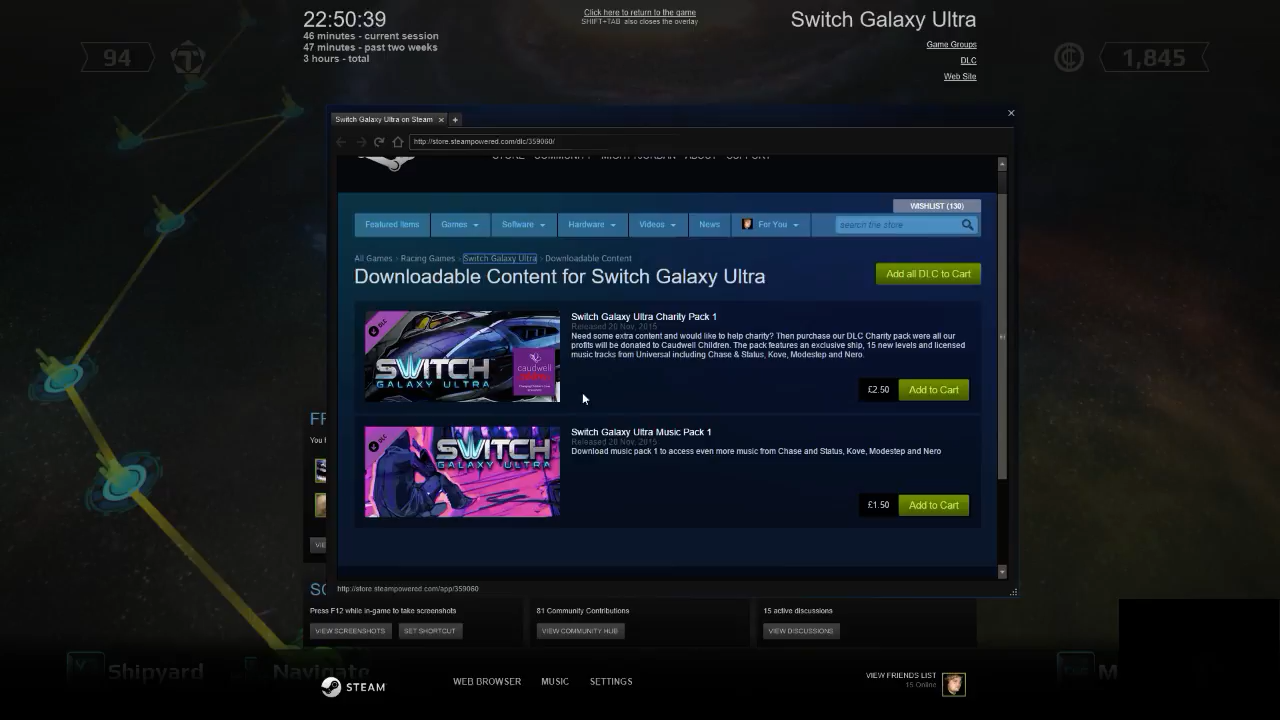 22:50:39
46 minutes - current session
47 minutes - past two weeks
3 hours - total
Click here to return to the game
SHIFT+TAB also closes the overlay
Switch Galaxy Ultra
Game Groups
DLC
Web Site
94
1,845
Switch Galaxy Ultra on Steam
http://store.steampowered.com/dlc/359060/
WISHLIST (130)
Featured Items Games Software Hardware Videos News For You search the store
All Games > Racing Games > Switch Galaxy Ultra > Downloadable Content
Downloadable Content for Switch Galaxy Ultra
Add all DLC to Cart
DLC
SWITCH
GALAXY ULTRA
caudwell
Switch Galaxy Ultra Charity Pack 1
Released 20 Nov, 2015
Need some extra content and would like to help charity? Then purchase our DLC Charity pack were all our
profits will be donated to Caudwell Children. The pack features an exclusive ship, 15 new levels and licensed
music tracks from Universal including Chase & Status, Kove, Modestep and Nero.
£2.50 Add to Cart
DLC
SWITCH
GALAXY ULTRA
Switch Galaxy Ultra Music Pack 1
Released 20 Nov, 2015
Download music pack 1 to access even more music from Chase and Status, Kove, Modestep and Nero
£1.50 Add to Cart
http://store.steampowered.com/app/359060
Press F12 while in-game to take screenshots
VIEW SCREENSHOTS SET SHORTCUT
81 Community Contributions
VIEW COMMUNITY HUB
15 active discussions
VIEW DISCUSSIONS
Shipyard
Navigate
STEAM
WEB BROWSER MUSIC SETTINGS
VIEW FRIENDS LIST
15 Online